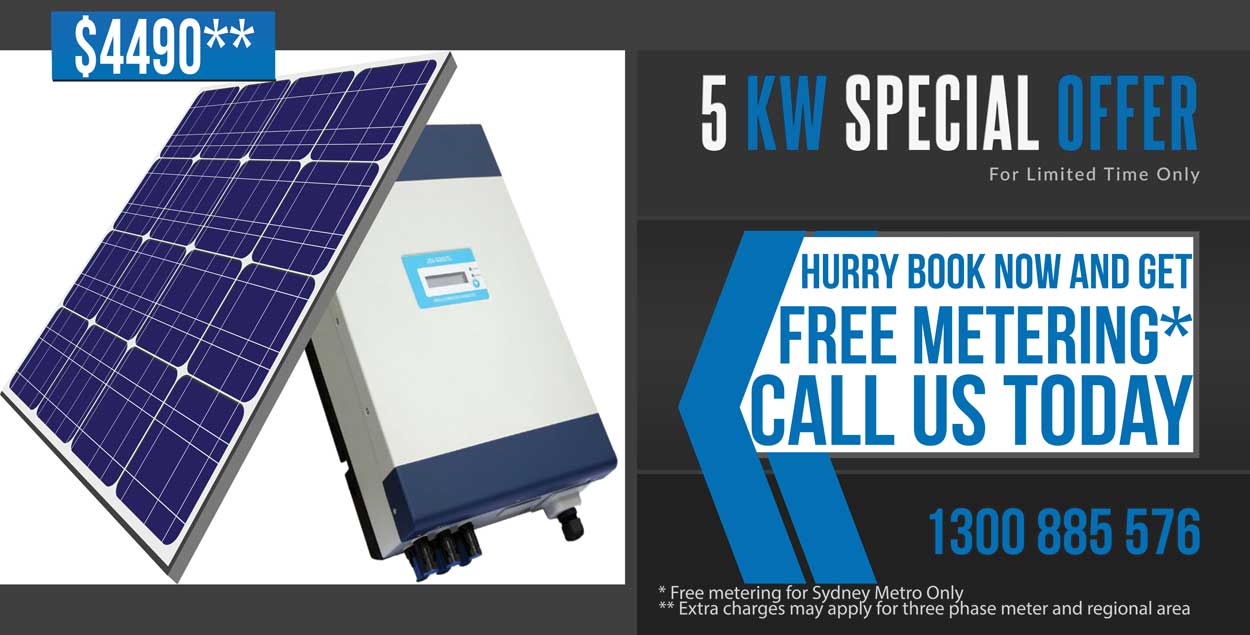 $4490**
5 KW SPECIAL OFFER
For Limited Time Only
HURRY BOOK NOW AND GET
FREE METERING*
CALL US TODAY
1300 885 576
* Free metering for Sydney Metro Only
** Extra charges may apply for three phase meter and regional area